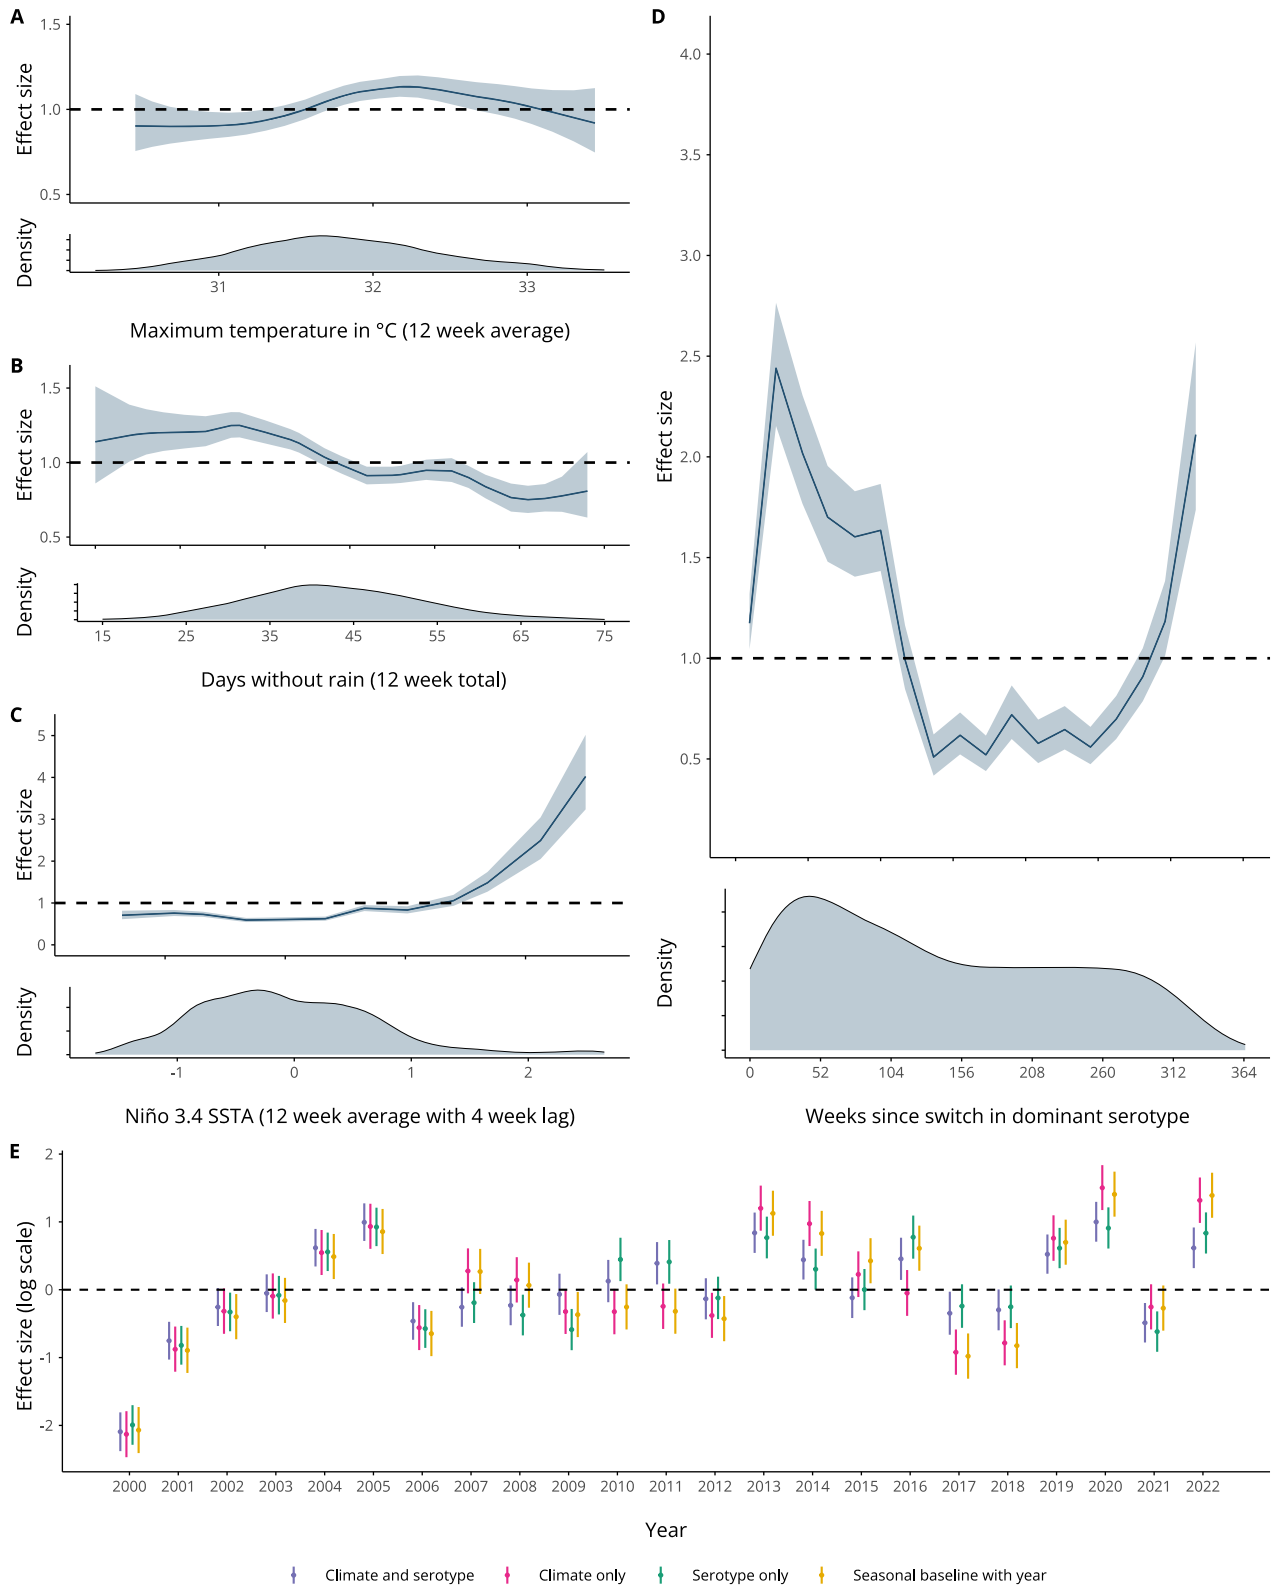 A
1.5
1.0
0.5
Effect size
Density
31 32 33
Maximum temperature in °C (12 week average)
B
1.5
1.0
0.5
Effect size
Density
15 25 35 45 55 65 75
Days without rain (12 week total)
C
5
4
3
2
1
0
Effect size
Density
-1 0 1 2
Niño 3.4 SSTA (12 week average with 4 week lag)
D
4.0
3.5
3.0
2.5
2.0
1.5
1.0
0.5
Effect size
Density
0 52 104 156 208 260 312 364
Weeks since switch in dominant serotype
E
2
1
0
-1
-2
Effect size (log scale)
2000 2001 2002 2003 2004 2005 2006 2007 2008 2009 2010 2011 2012 2013 2014 2015 2016 2017 2018 2019 2020 2021 2022
Year
Climate and serotype Climate only Serotype only Seasonal baseline with year